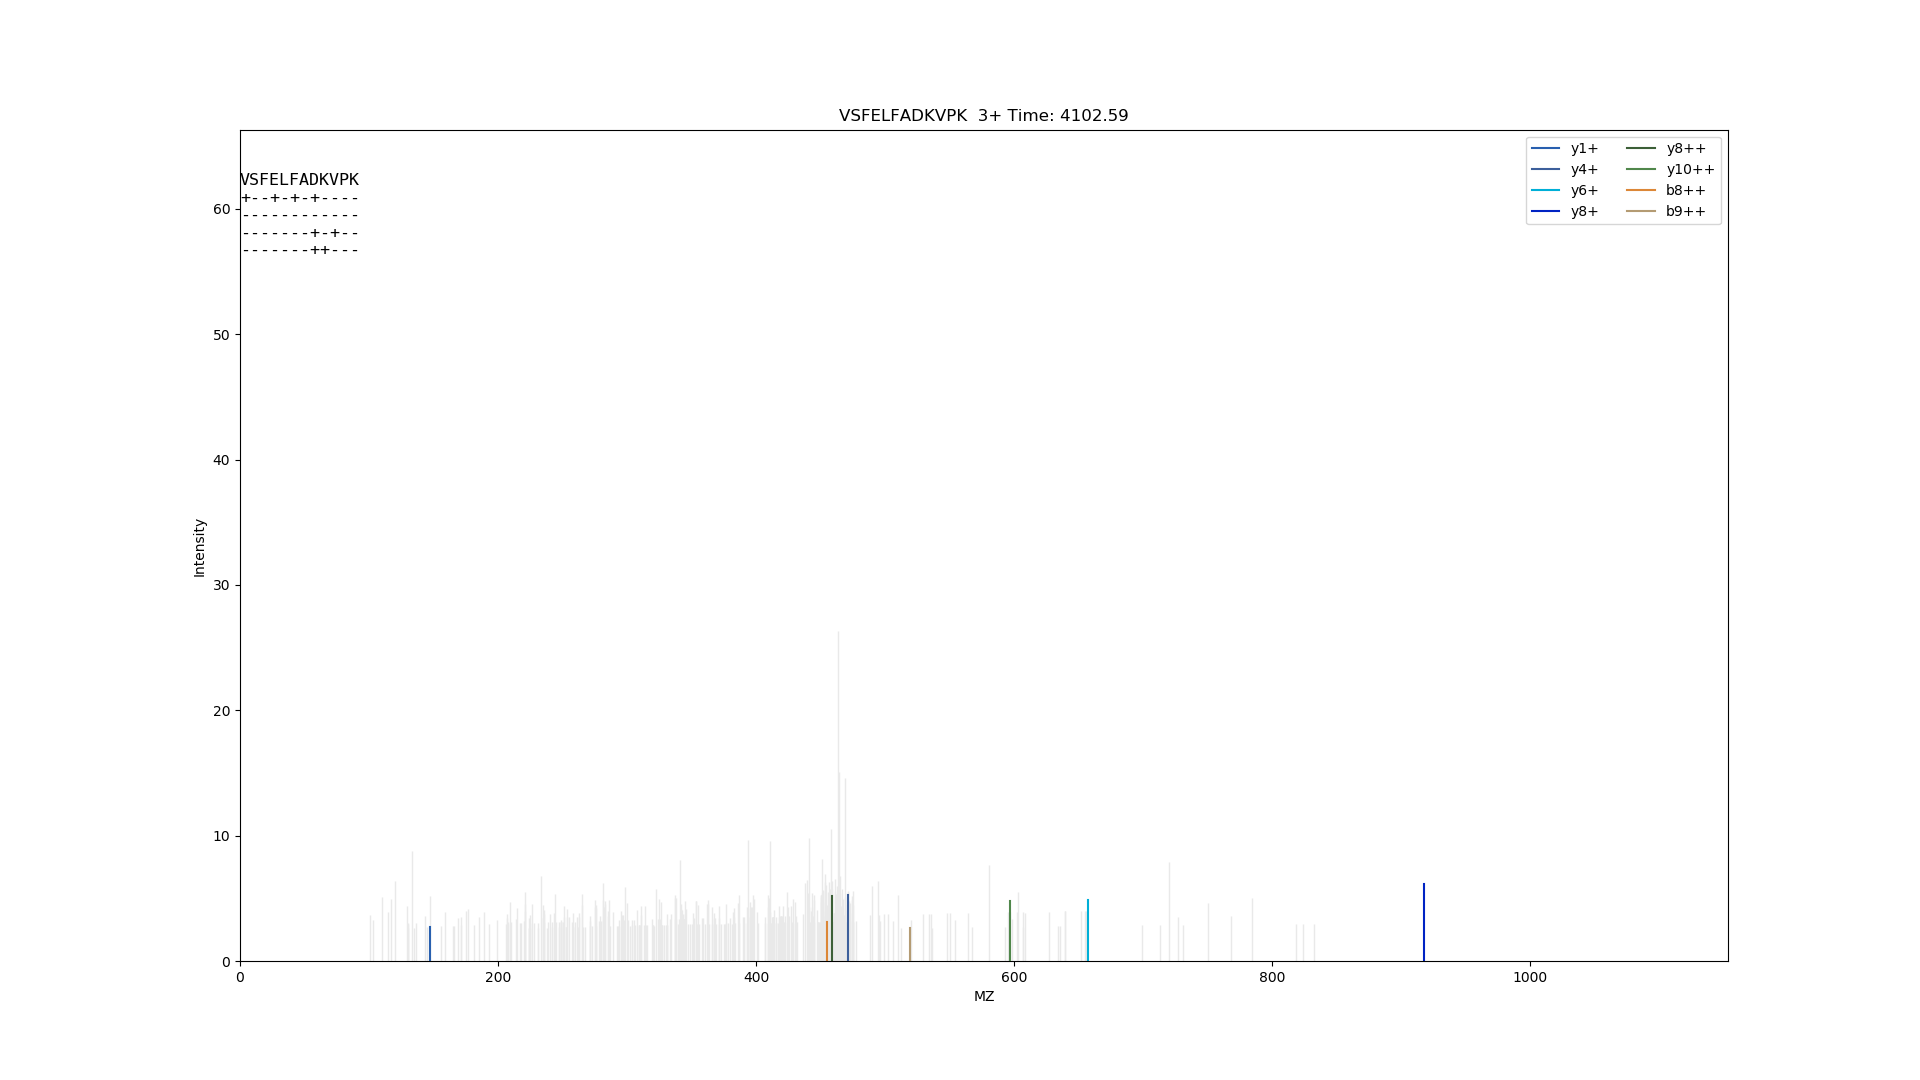 VSFELFADKVPK  3+ Time: 4102.59
y1+
y4+
y6+
y8+
y8++
y10++
b8++
b9++
VSFELFADKVPK
+--+-+-+----
------------
-------+-+--
-------++---
60
50
40
30
20
10
0
Intensity
0 200 400 600 800 1000
MZ